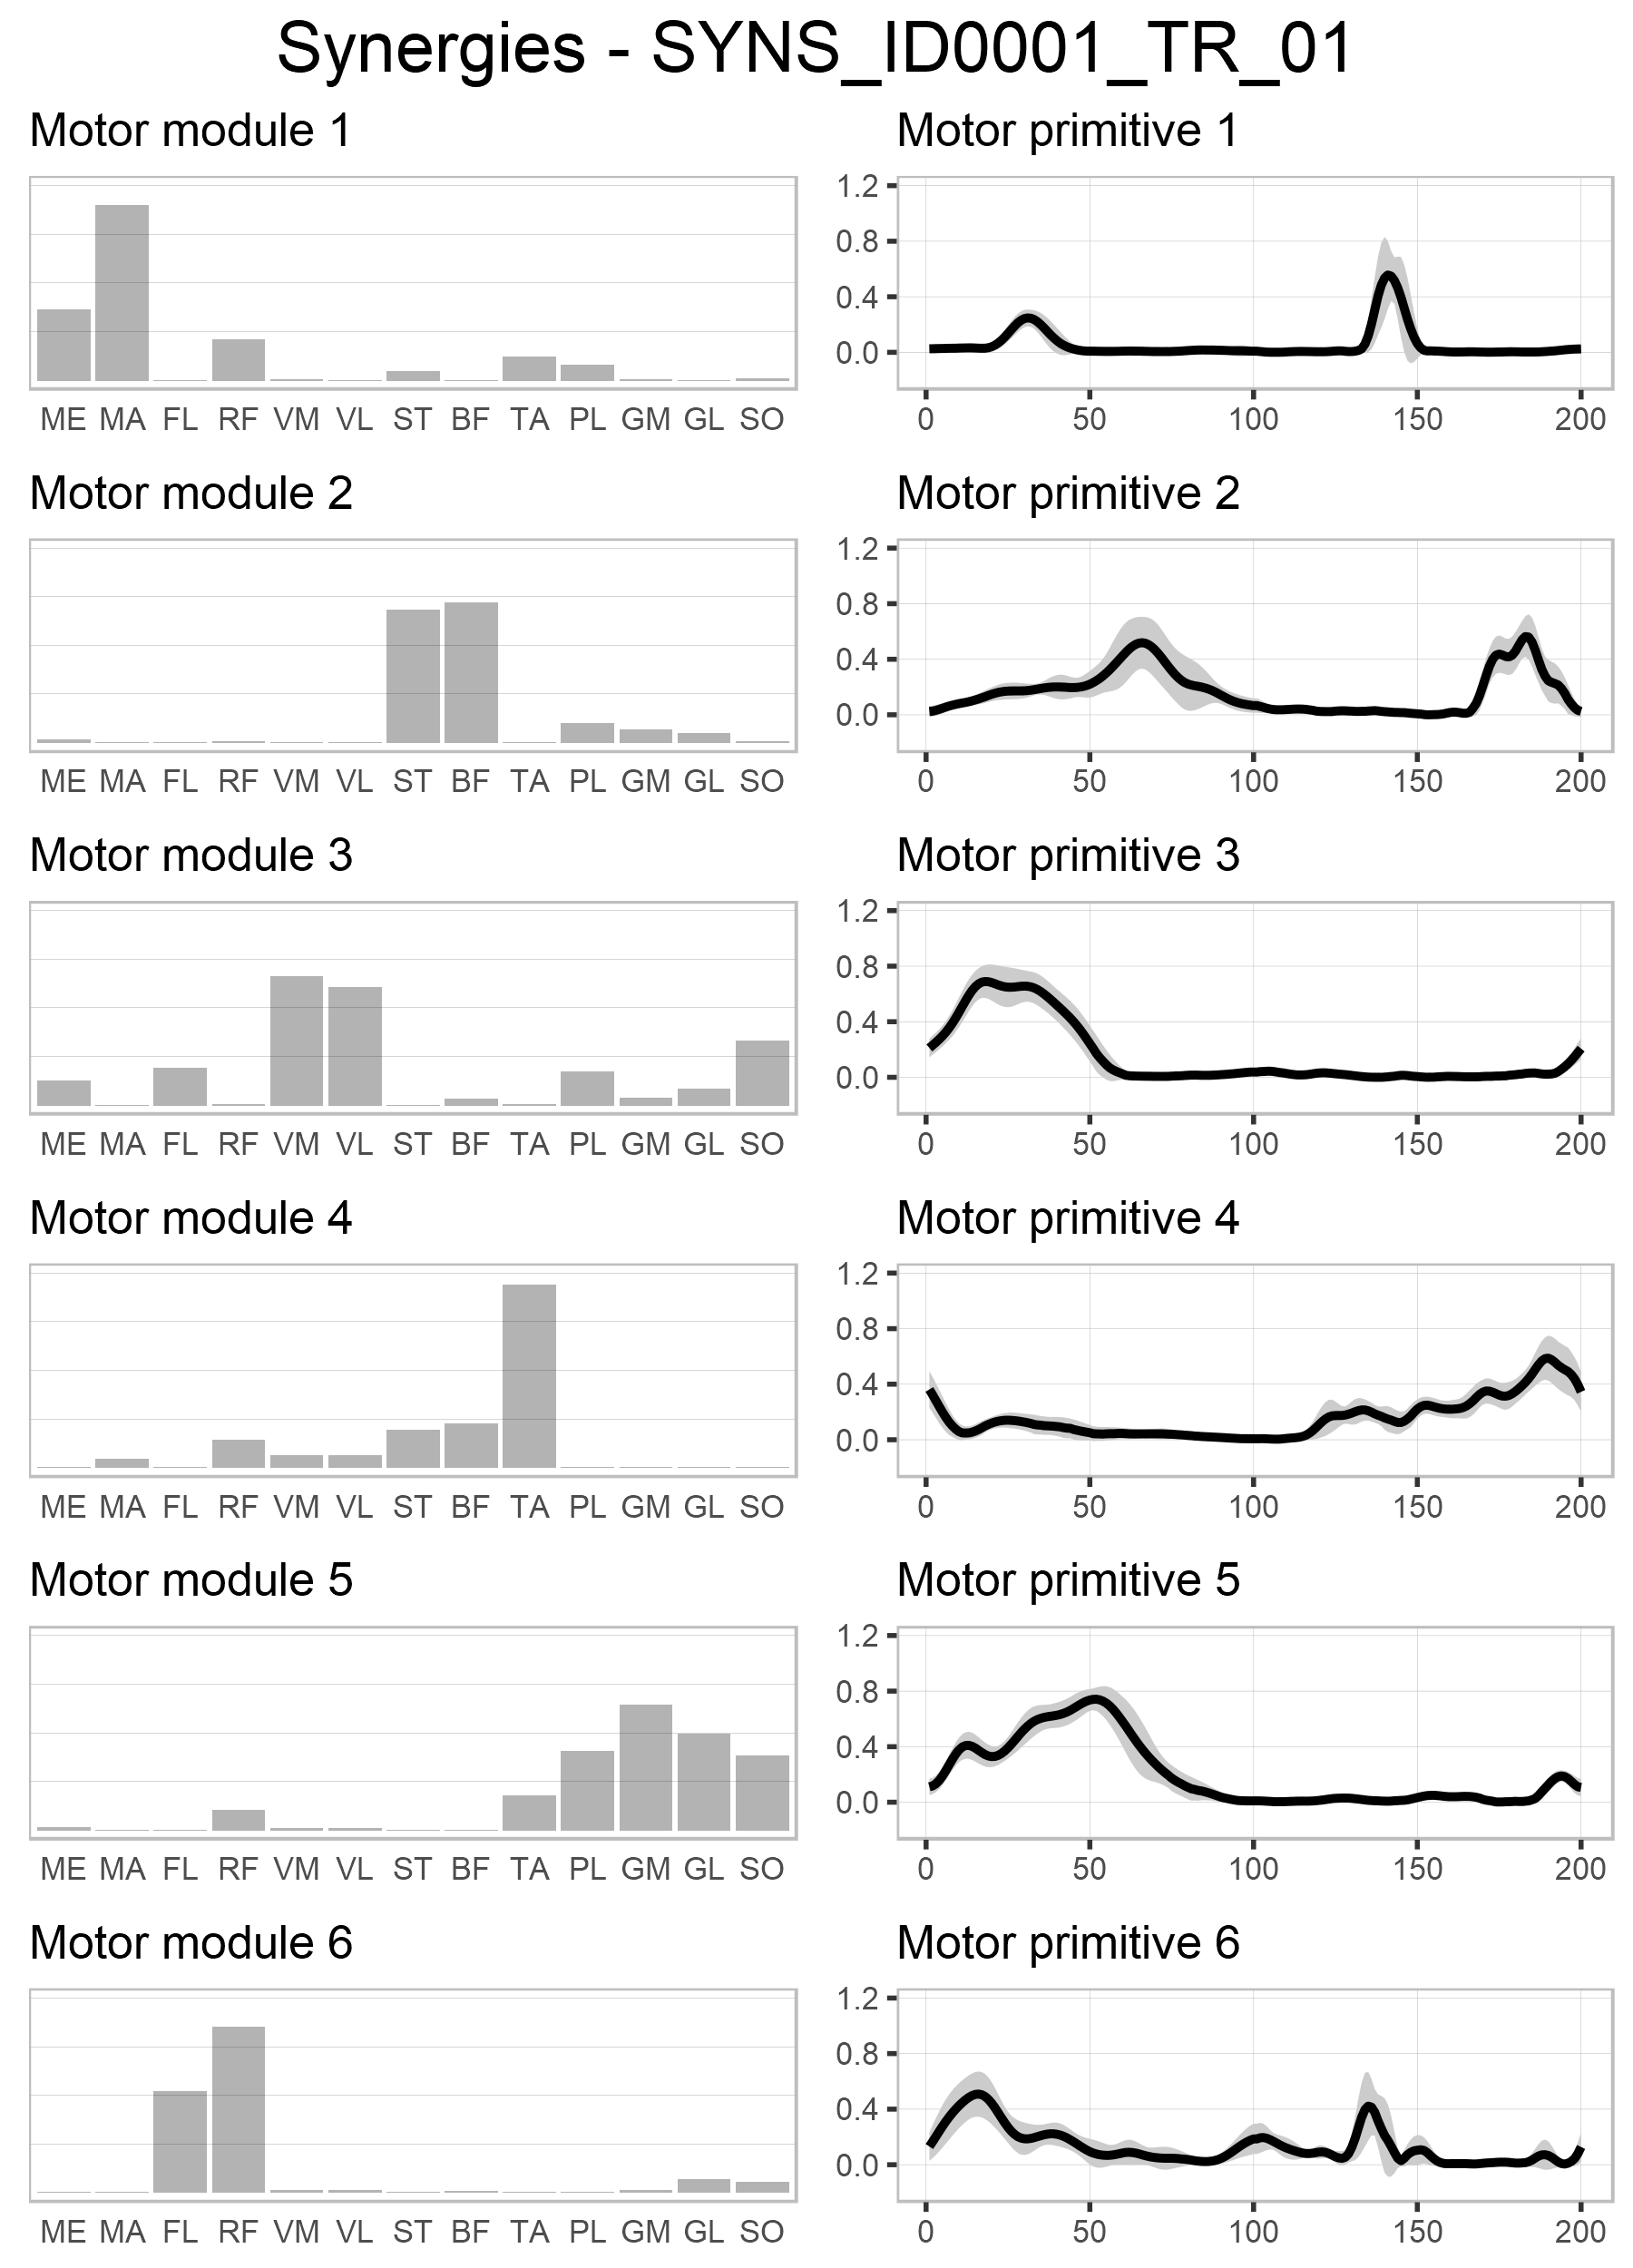 Synergies - SYNS_ID0001_TR_01
Motor module 1
Motor primitive 1
1.2
0.8
0.4
0.0
ME MA FL RF VM VL ST BF TA PL GM GL SO
0 50 100 150 200
Motor module 2
Motor primitive 2
1.2
0.8
0.4
0.0
ME MA FL RF VM VL ST BF TA PL GM GL SO
0 50 100 150 200
Motor module 3
Motor primitive 3
1.2
0.8
0.4
0.0
ME MA FL RF VM VL ST BF TA PL GM GL SO
0 50 100 150 200
Motor module 4
Motor primitive 4
1.2
0.8
0.4
0.0
ME MA FL RF VM VL ST BF TA PL GM GL SO
0 50 100 150 200
Motor module 5
Motor primitive 5
1.2
0.8
0.4
0.0
ME MA FL RF VM VL ST BF TA PL GM GL SO
0 50 100 150 200
Motor module 6
Motor primitive 6
1.2
0.8
0.4
0.0
ME MA FL RF VM VL ST BF TA PL GM GL SO
0 50 100 150 200